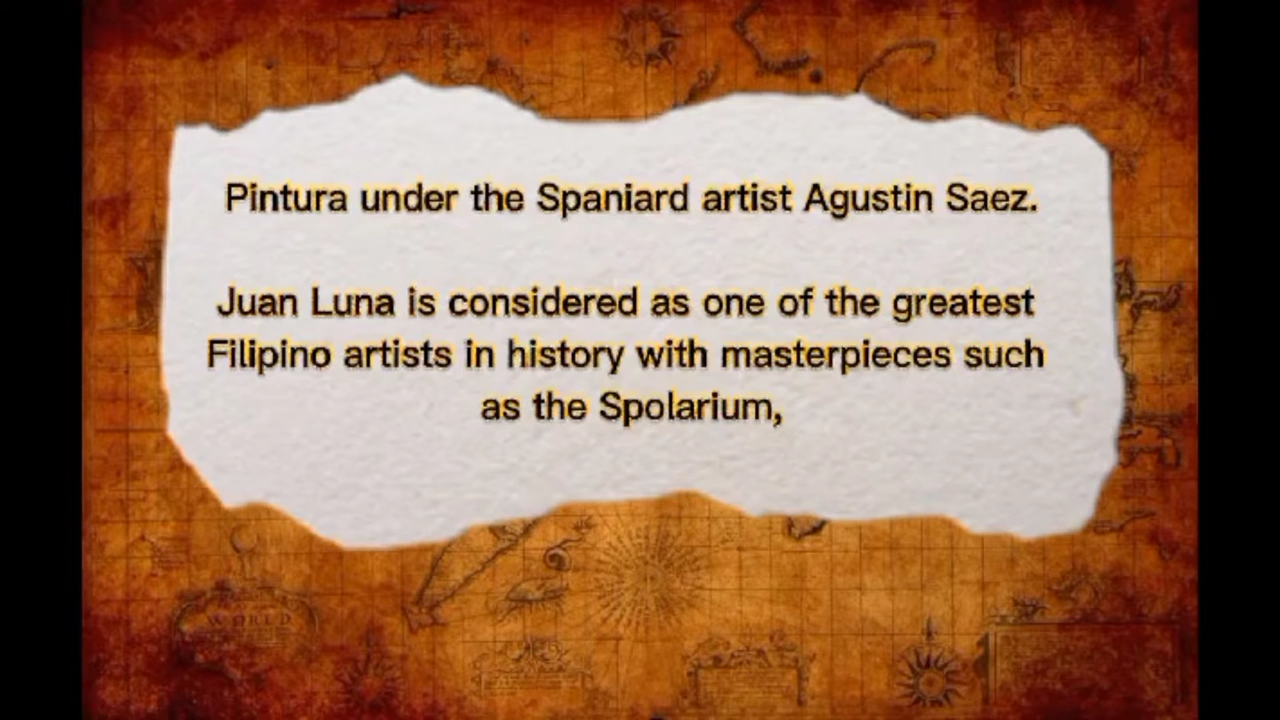 Pintura under the Spaniard artist Agustin Saez.
Juan Luna is considered as one of the greatest
Filipino artists in history with masterpieces such
as the Spolarium,
WORLD